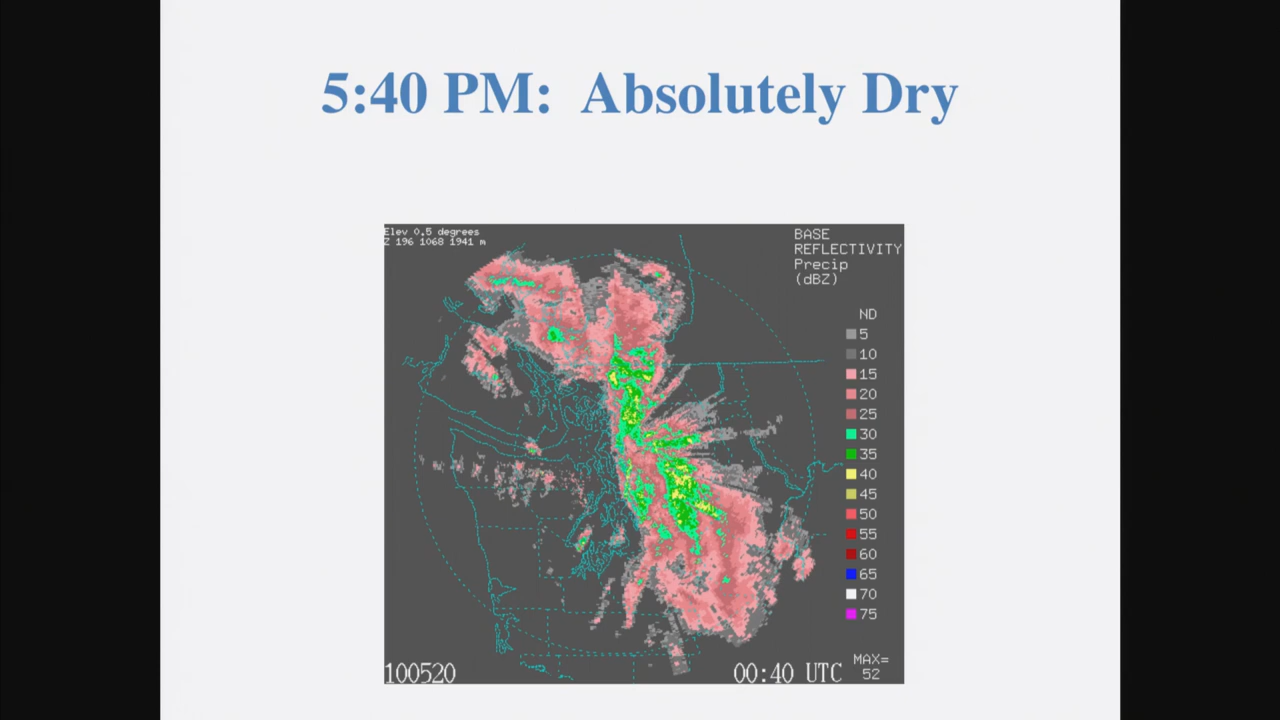 5:40 PM: Absolutely Dry
Elev 0.5 degrees
Z 196 1068 1941 m
BASE
REFLECTIVITY
Precip
(dBZ)
ND
5
10
15
20
25
30
35
40
45
50
55
60
65
70
75
MAX=
52
100520
00:40 UTC